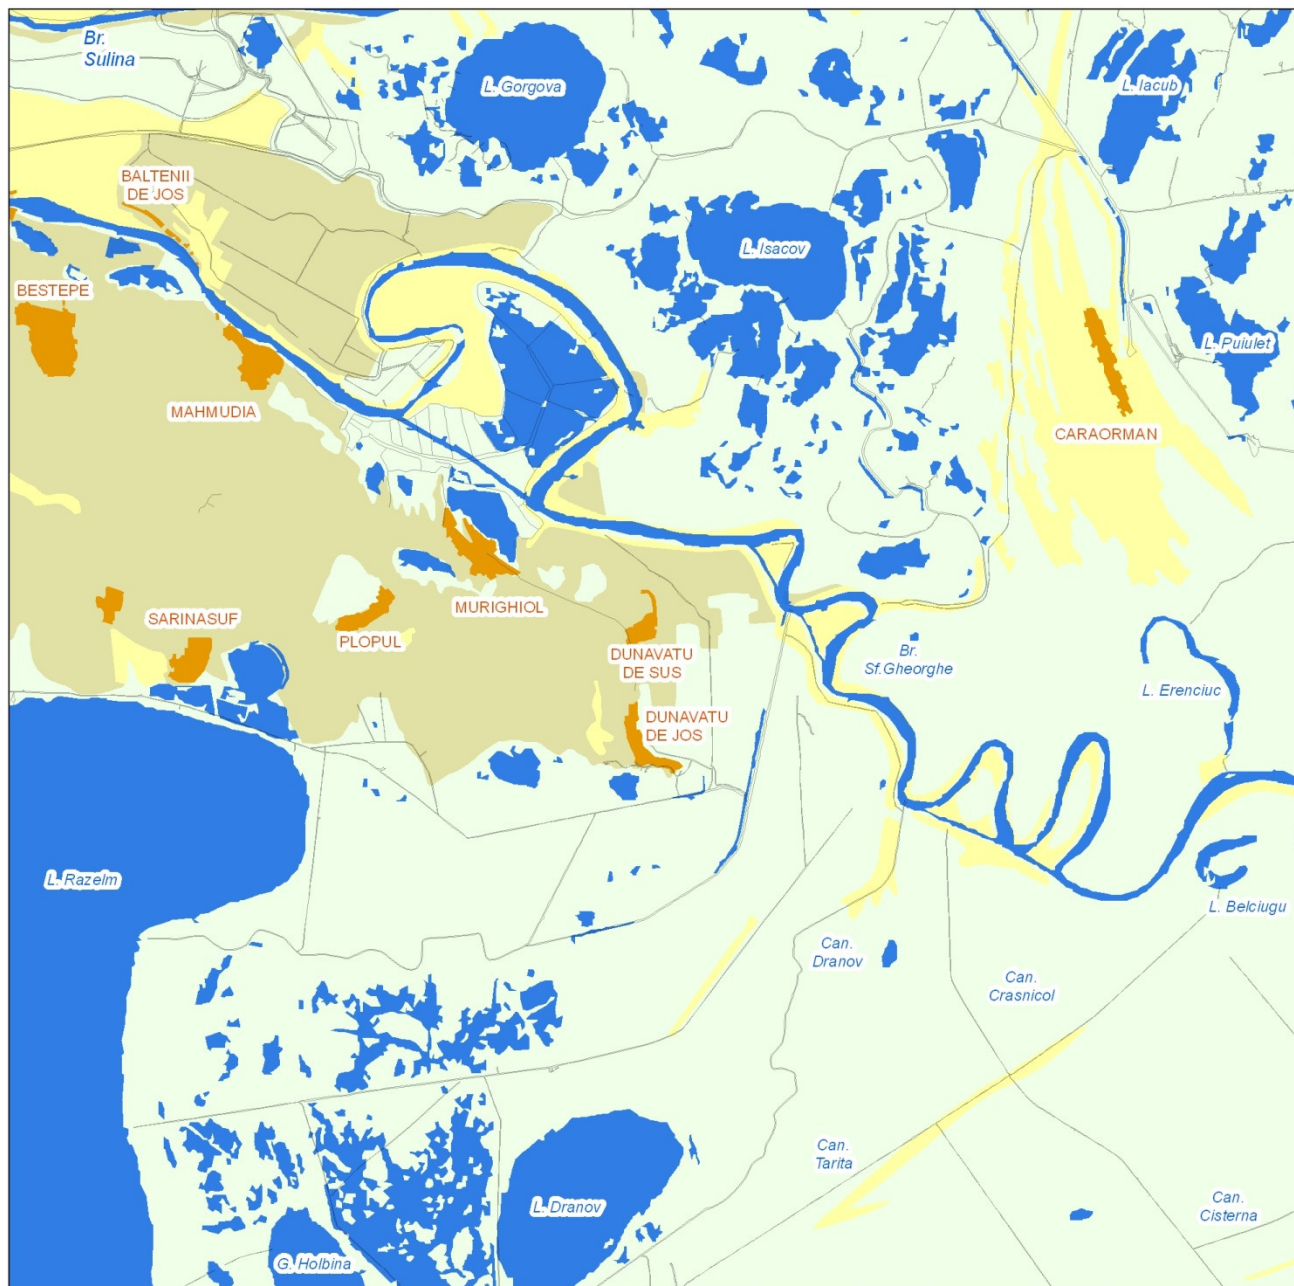 Br.
Sulina
L. Gorgova
L. Iacub
BALTENII
DE JOS
L. Isacov
BESTEPE
L. Puiulet
MAHMUDIA
CARAORMAN
SARINASUF
PLOPUL
MURIGHIOL
DUNAVATU
DE SUS
Br.
Sf.Gheorghe
L. Erenciuc
DUNAVATU
DE JOS
L. Razelm
L. Belciugu
Can.
Dranov
Can.
Crasnicol
Can.
Tarita
L. Dranov
Can.
Cisterna
G. Holbina